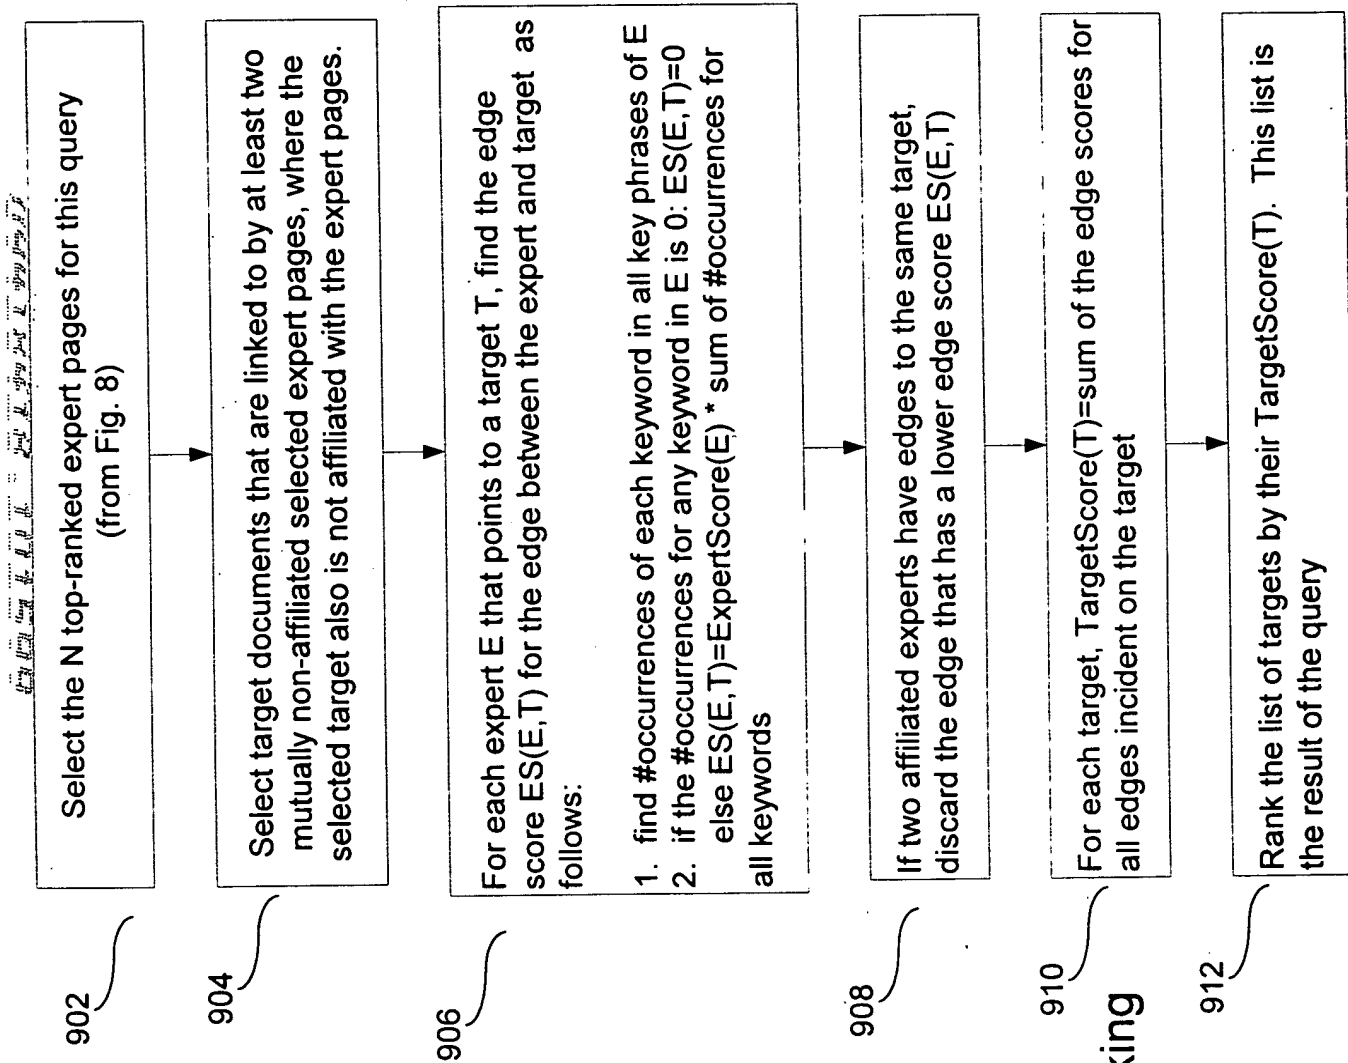 902
Select the N top-ranked expert pages for this query
(from Fig. 8)
904
Select target documents that are linked to by at least two
mutually non-affiliated selected expert pages, where the
selected target also is not affiliated with the expert pages.
906
For each expert E that points to a target T, find the edge
score ES(E,T) for the edge between the expert and target as
follows:
1. find #occurrences of each keyword in all key phrases of E
2. if the #occurrences for any keyword in E is 0: ES(E,T)=0
else ES(E,T)=ExpertScore(E) * sum of #occurrences for
all keywords
908
If two affiliated experts have edges to the same target,
discard the edge that has a lower edge score ES(E,T)
910
For each target, TargetScore(T)=sum of the edge scores for
all edges incident on the target
912
Rank the list of targets by their TargetScore(T). This list is
the result of the query
king